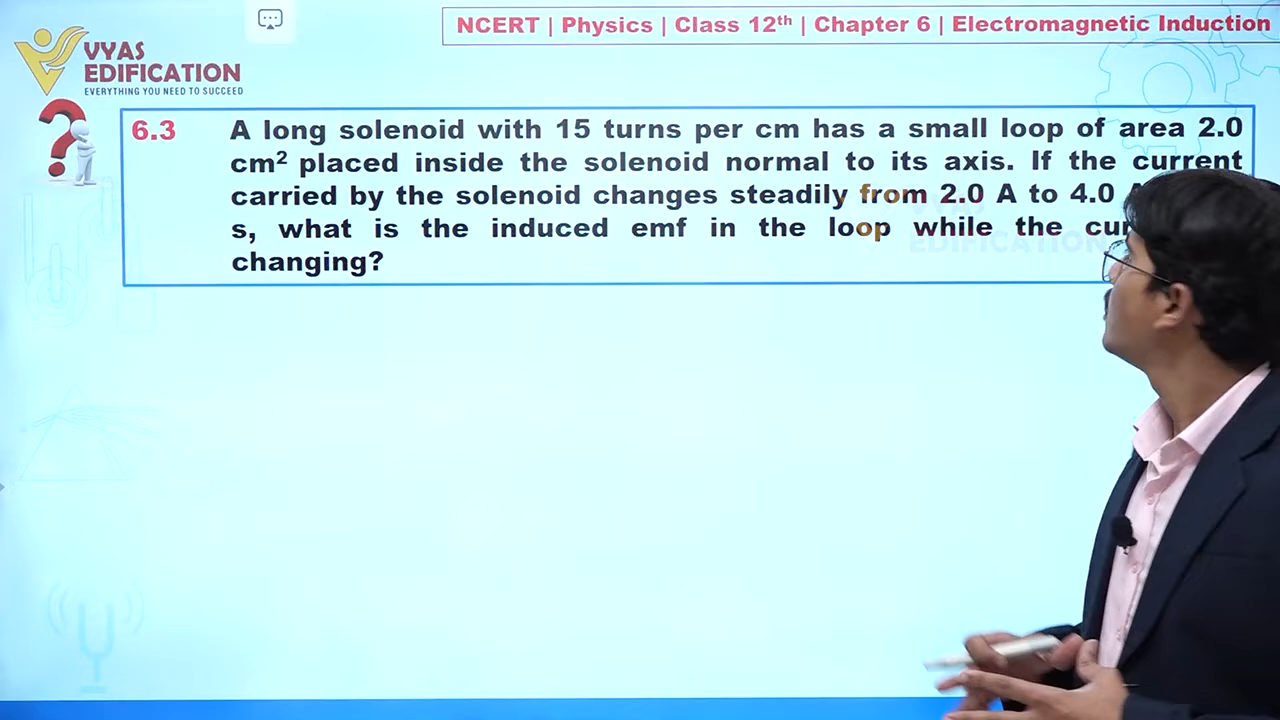 NCERT | Physics | Class 12th | Chapter 6 | Electromagnetic Induction
VYAS
EDIFICATION
EVERYTHING YOU NEED TO SUCCEED
6.3 A long solenoid with 15 turns per cm has a small loop of area 2.0
cm² placed inside the solenoid normal to its axis. If the current
carried by the solenoid changes steadily from 2.0 A to 4.0
s, what is the induced emf in the loop while the
changing?
EDIFICATION